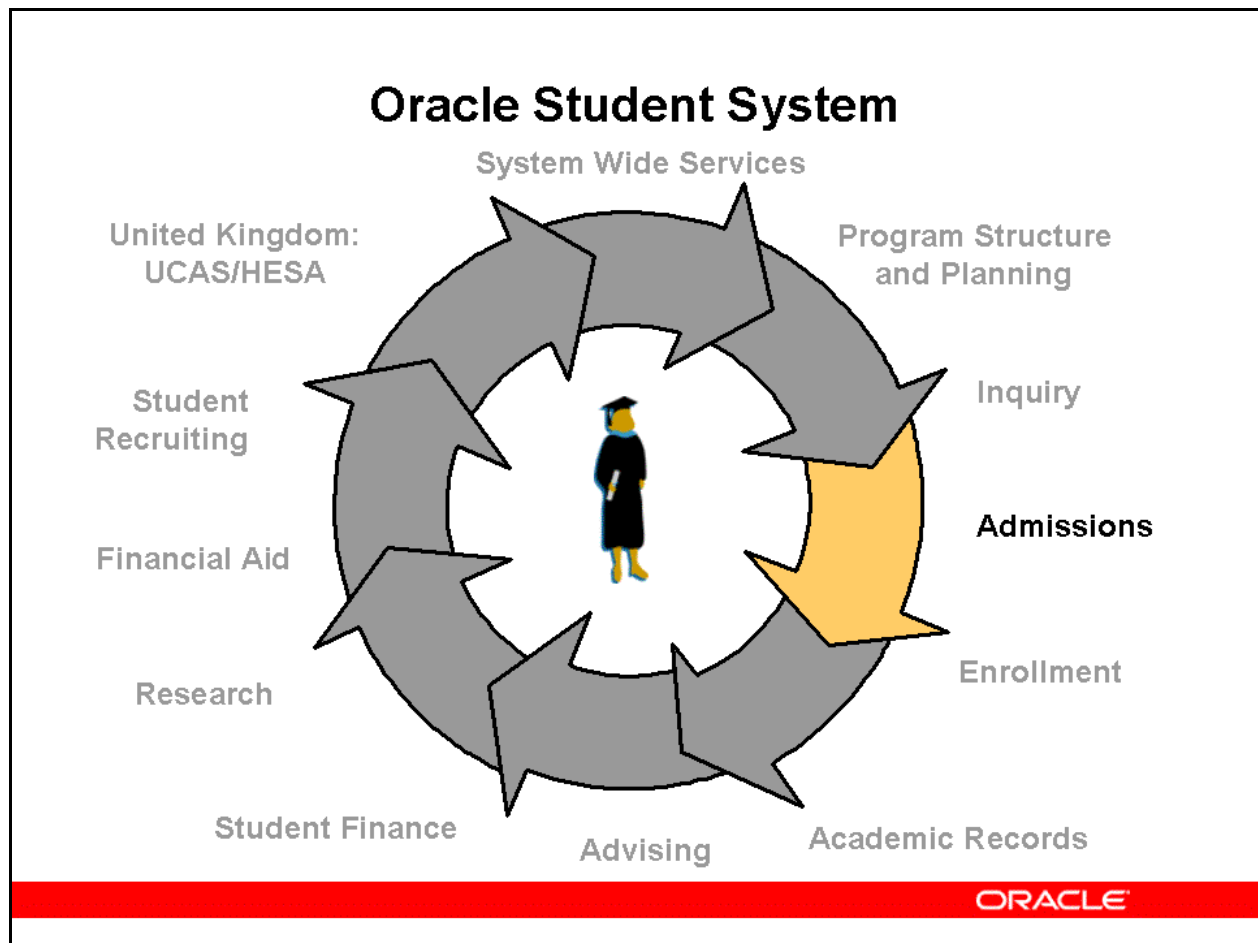 Oracle Student System
System Wide Services
Program Structure
and Planning
Inquiry
Admissions
Enrollment
Academic Records
Advising
Student Finance
Research
Financial Aid
Student
Recruiting
United Kingdom:
UCAS/HESA
ORACLE